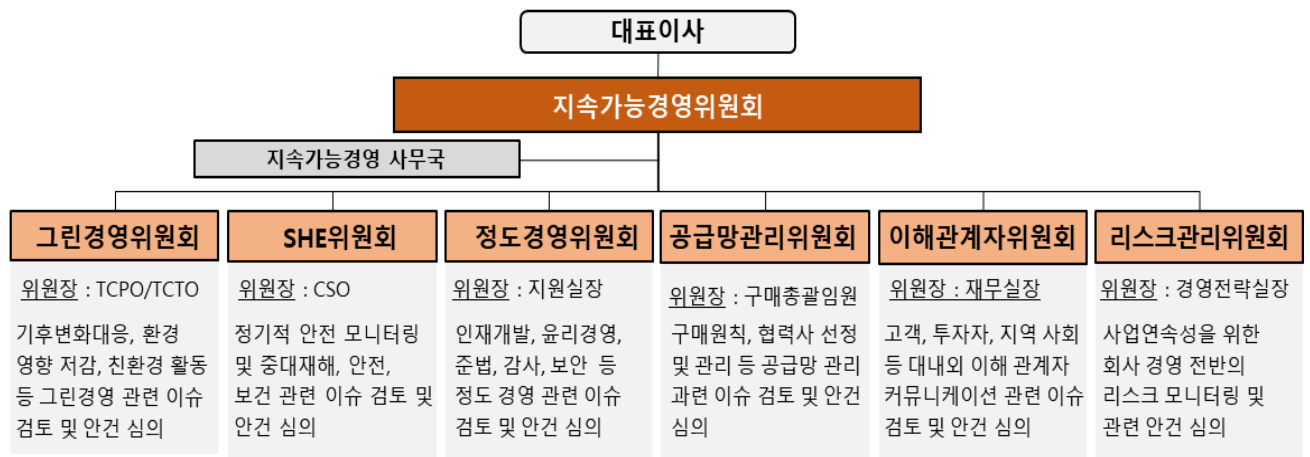 대표이사
지속가능경영위원회
지속가능경영 사무국
그린경영위원회
위원장 : TCPO/TCTO
기후변화대응, 환경
영향 저감, 친환경 활동
등 그린경영 관련 이슈
검토 및 안건 심의
SHE위원회
위원장 : CSO
정기적 안전 모니터링
및 중대재해, 안전,
보건 관련 이슈 검토 및
안건 심의
정도경영위원회
위원장 : 지원실장
인재개발, 윤리경영,
준법, 감사, 보안 등
정도 경영 관련 이슈
검토 및 안건 심의
공급망관리위원회
위원장 : 구매총괄임원
구매원칙, 협력사 선정
및 관리 등 공급망 관리
과련 이슈 검토 및 안건
심의
이해관계자위원회
위원장 : 재무실장
고객, 투자자, 지역 사회
등 대내외 이해 관계자
커뮤니케이션 관련 이슈
검토 및 안건 심의
리스크관리위원회
위원장 : 경영전략실장
사업연속성을 위한
회사 경영 전반의
리스크 모니터링 및
관련 안건 심의